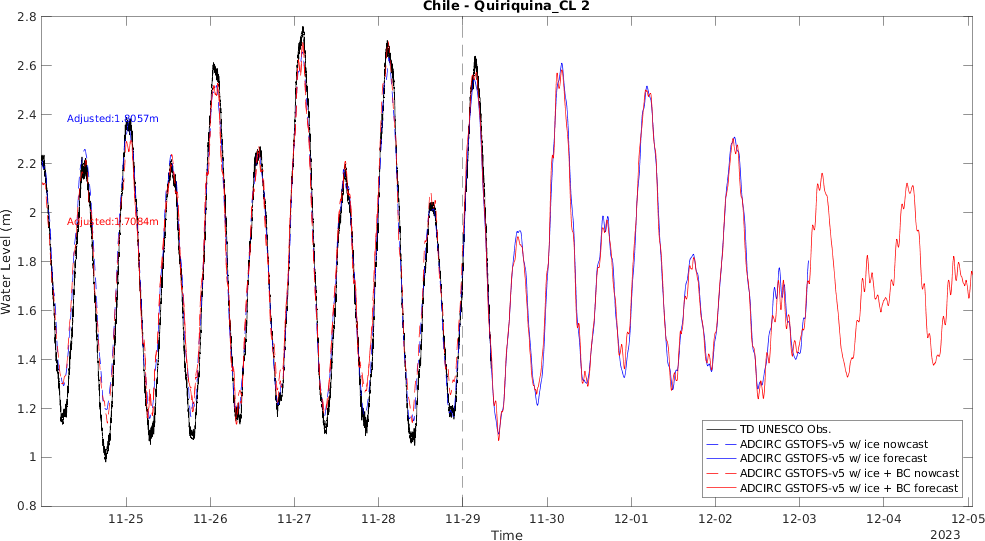 Chile - Quiriquina_CL 2
2.8
2.6
2.4
2.2
2
1.8
1.6
1.4
1.2
1
0.8
Water Level (m)
Adjusted:1.8057m
Adjusted:1.7084m
TD UNESCO Obs.
ADCIRC GSTOFS-v5 w/ ice nowcast
ADCIRC GSTOFS-v5 w/ ice forecast
ADCIRC GSTOFS-v5 w/ ice + BC nowcast
ADCIRC GSTOFS-v5 w/ ice + BC forecast
11-25 11-26 11-27 11-28 11-29 11-30 12-01 12-02 12-03 12-04 12-05
Time
2023